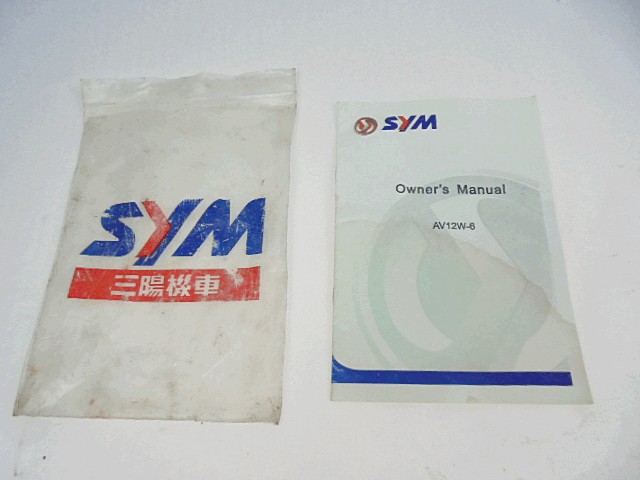 SYM
三陽機車
SYM
Owner's Manual
AV12W-6